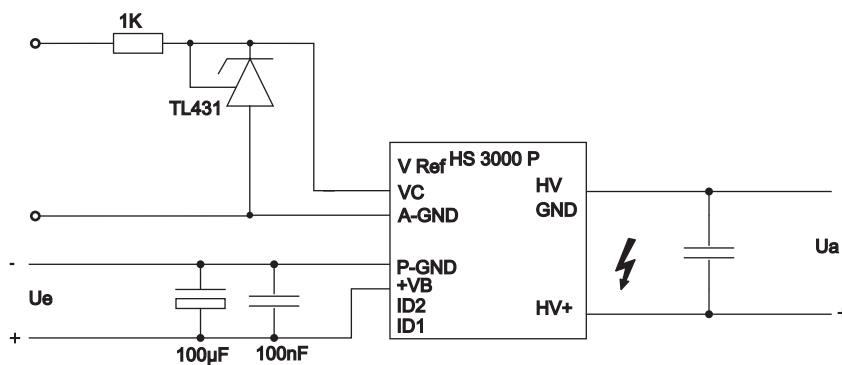 1K
TL431
HS 3000 P
V Ref
VC
A-GND
P-GND
+VB
ID2
ID1
HV
GND
HV+
-
Ue
+
100µF
100nF
Ua
+